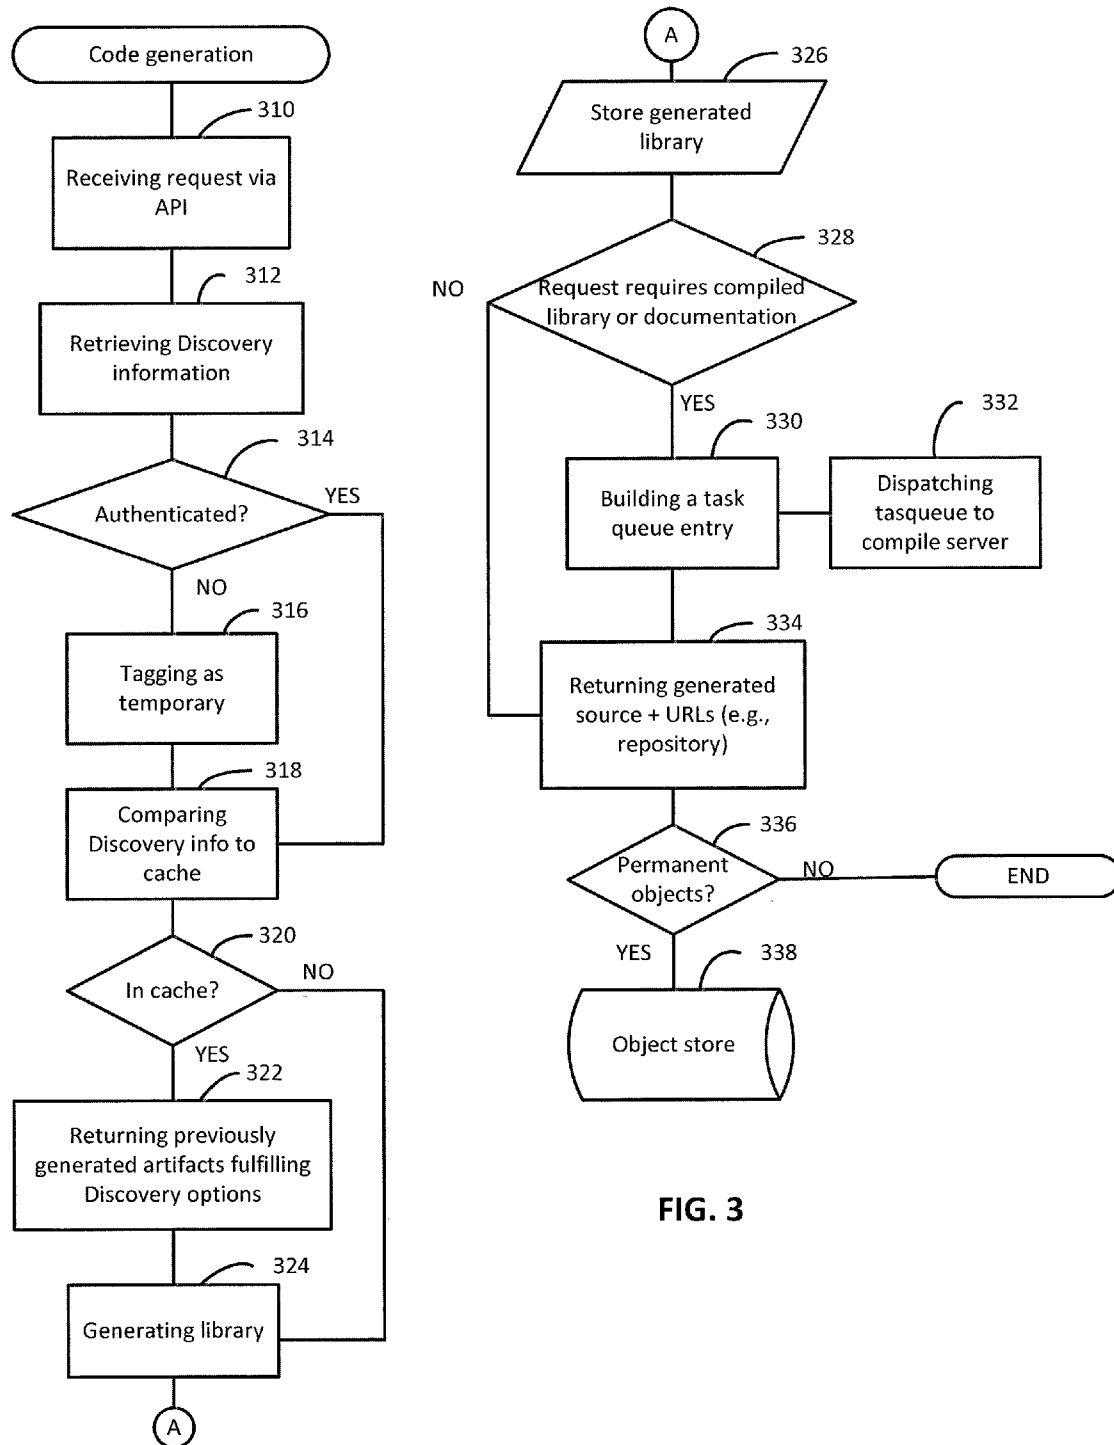 Code generation
310
Receiving request via
API
312
Retrieving Discovery
information
314
Authenticated?
YES
NO
316
Tagging as
temporary
318
Comparing
Discovery info to
cache
320
In cache?
NO
YES
322
Returning previously
generated artifacts fulfilling
Discovery options
324
Generating library
A
A
326
Store generated
library
328
Request requires compiled
library or documentation
NO
YES
330
Building a task
queue entry
332
Dispatching
tasqueue to
compile server
334
Returning generated
source + URLs (e.g.,
repository)
336
Permanent
objects?
NO
END
YES
338
Object store
FIG. 3